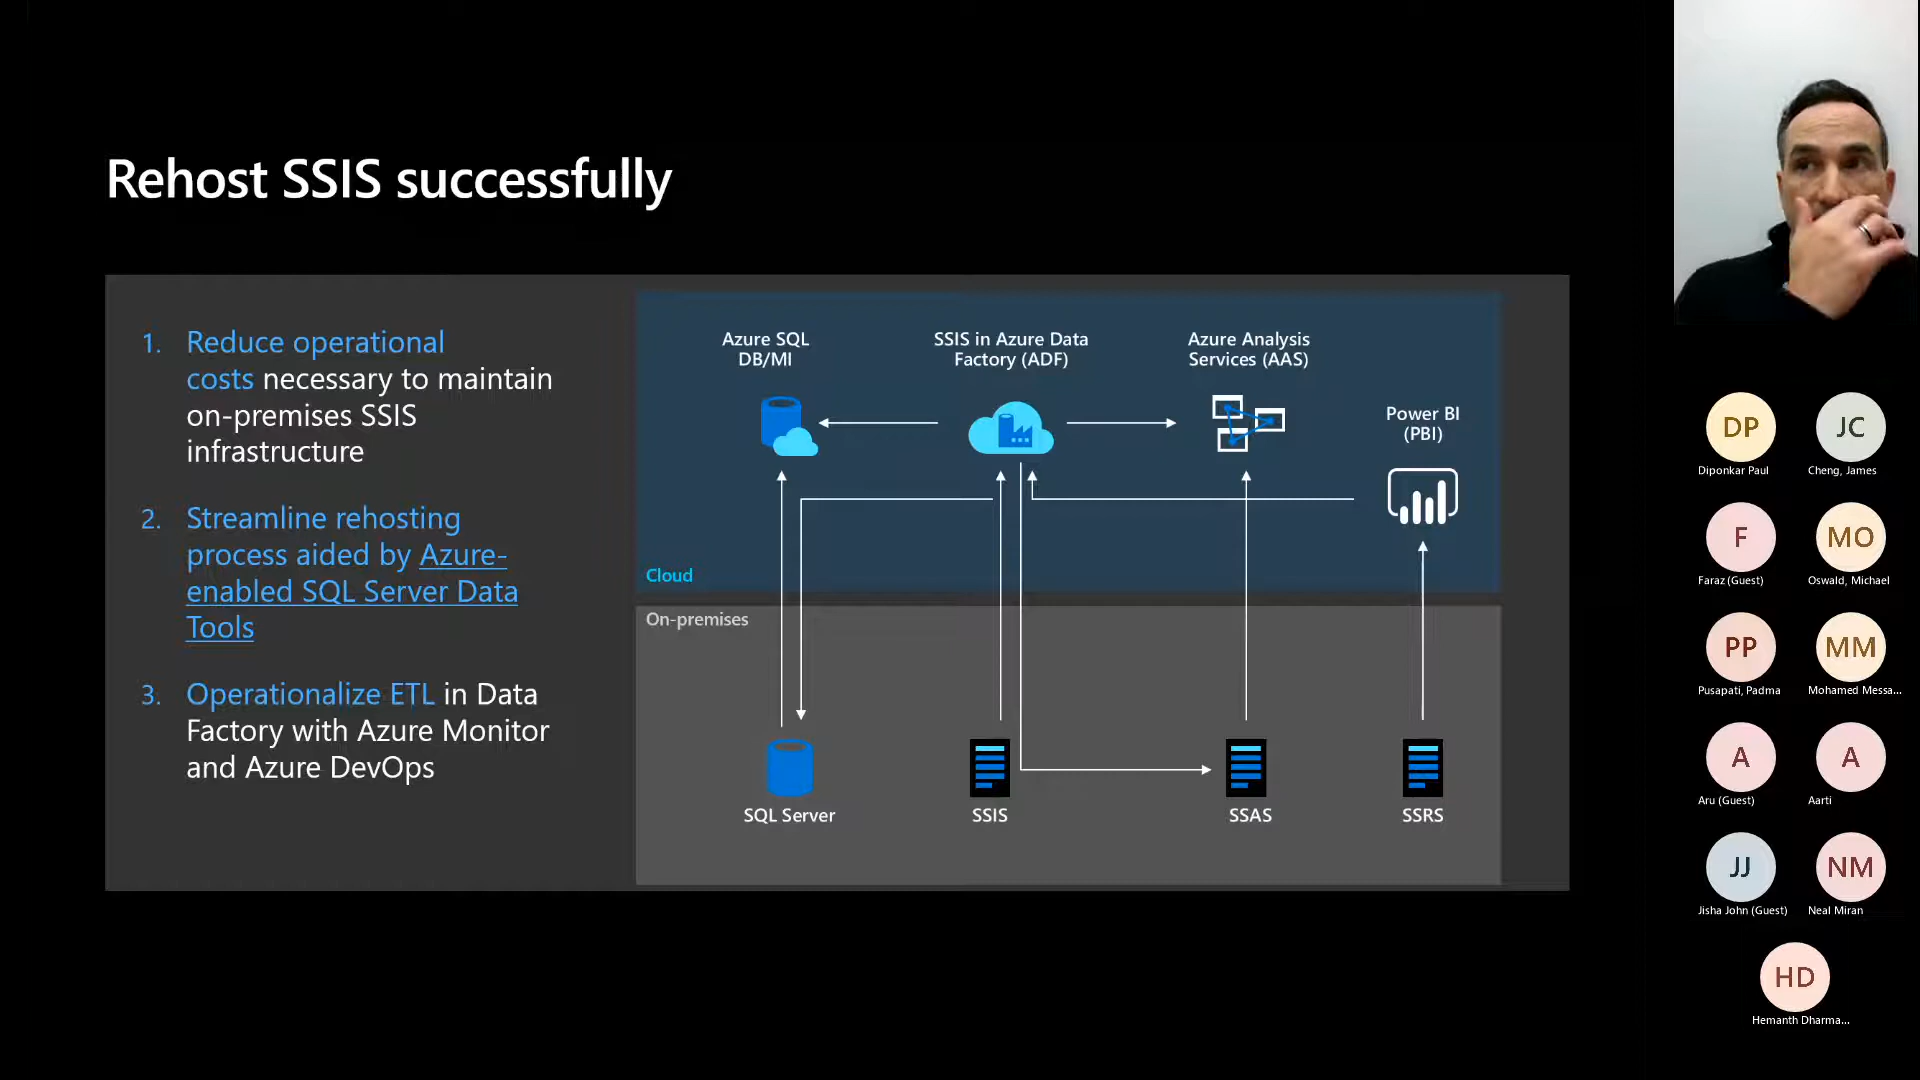 Rehost SSIS successfully
1. Reduce operational
costs necessary to maintain
on-premises SSIS
infrastructure
2. Streamline rehosting
process aided by Azure-
enabled SQL Server Data
Tools
3. Operationalize ETL in Data
Factory with Azure Monitor
and Azure DevOps
Azure SQL
DB/MI
SSIS in Azure Data
Factory (ADF)
Azure Analysis
Services (AAS)
Power BI
(PBI)
Cloud
On-premises
SQL Server
SSIS
SSAS
SSRS
DP
Diponkar Paul
JC
Cheng, James
F
Faraz (Guest)
MO
Oswald, Michael
PP
Pusapati, Padma
MM
Mohamed Messa...
A
Aru (Guest)
A
Aarti
JJ
Jisha John (Guest)
NM
Neal Miran
HD
Hemanth Dharma...